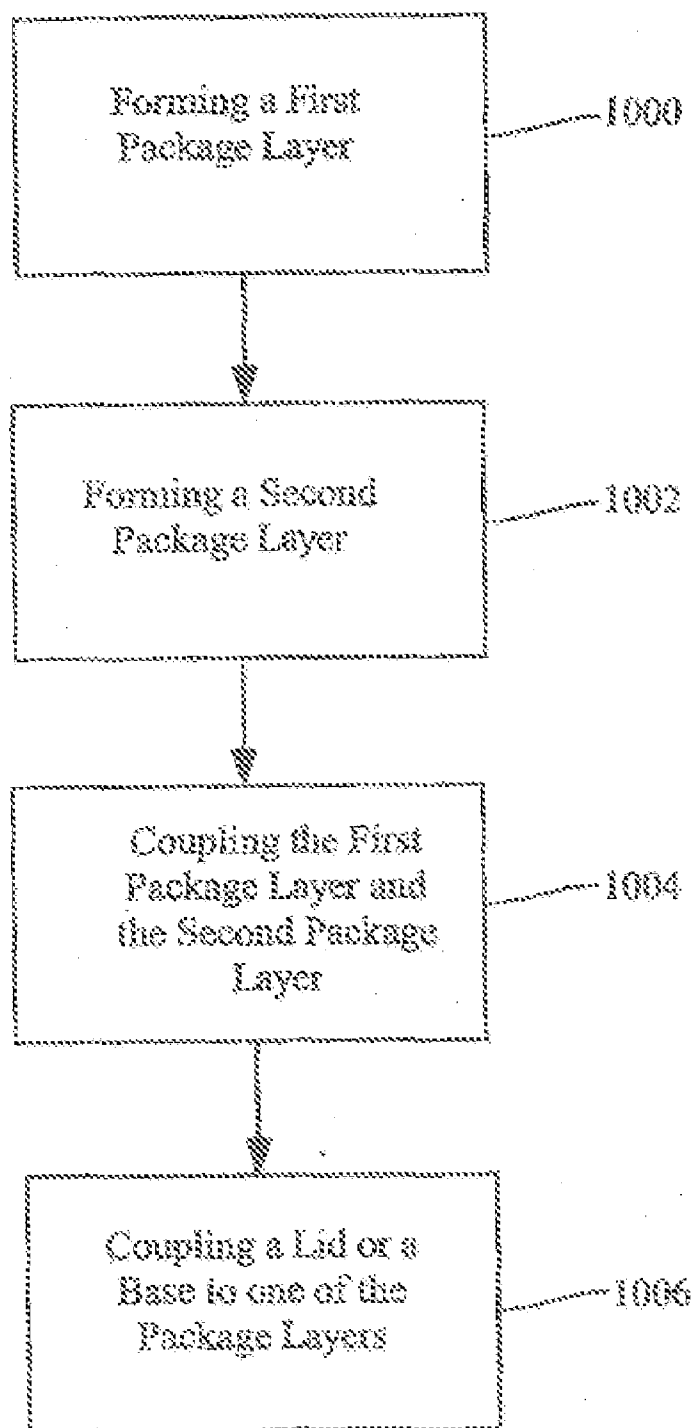 Forming a First
Package Layer
1000
Forming a Second
Package Layer
1002
Coupling the First
Package Layer and
the Second Package
Layer
1004
Coupling a Lid or a
Base to one of the
Package Layers
1006